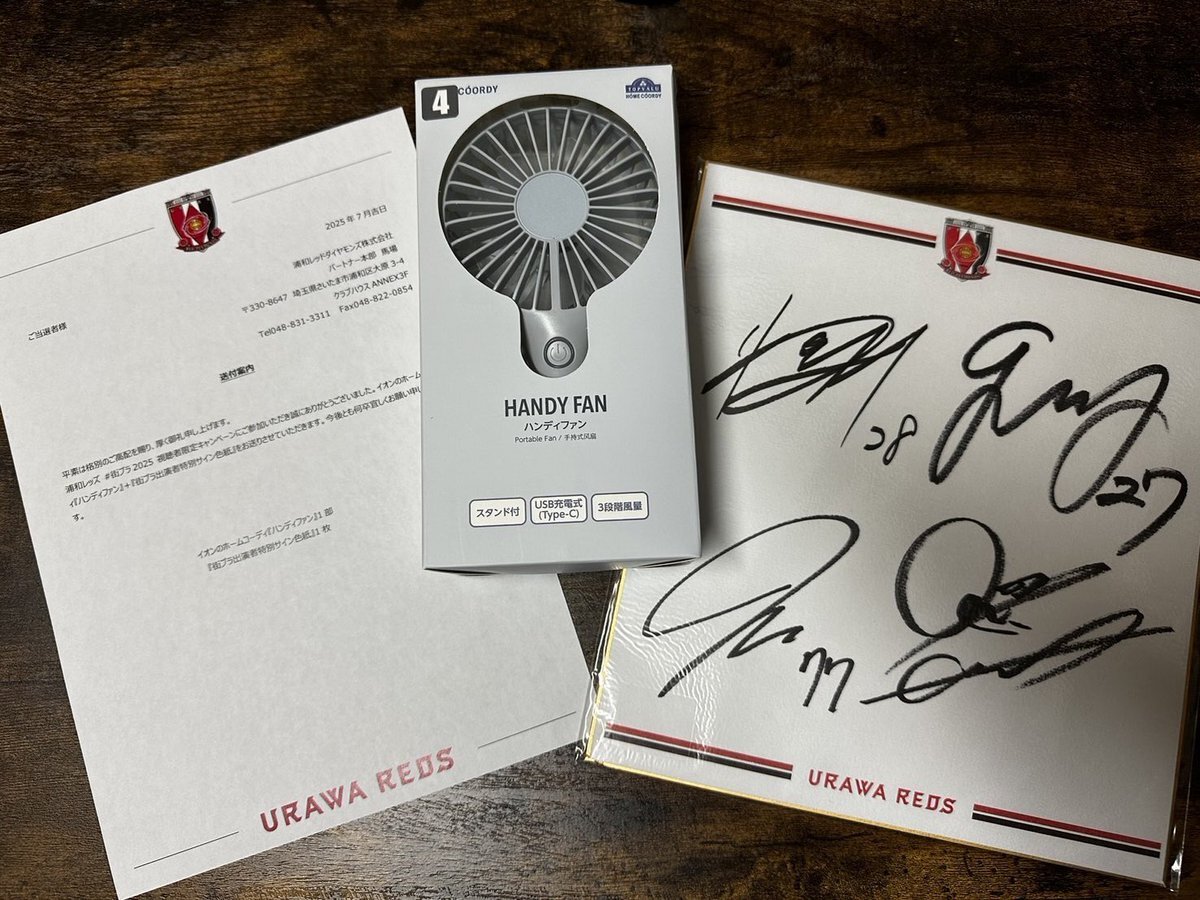 2025年7月吉日
浦和レッドダイヤモンズ株式会社
パートナー本部 馬場
〒330-8647 埼玉県さいたま市浦和区大原 3-4
クラブハウス ANNEX3F
Tel048-831-3311 Fax048-822-0854
ご当選者様
送付案内
平素は格別のご高配を賜り、厚く御礼申し上げます。
浦和レッズ #街ブラ 2025 視聴者限定キャンペーンにご参加いただき誠にありがとうございました。イオンのホーム
ィ『ハンディファン』+『街ブラ出演者特別サイン色紙』をお送りさせていただきます。今後とも何卒宜しくお願い申し
す。
イオンのホームコーディ『ハンディファン』1 部
『街ブラ出演者特別サイン色紙』1 枚
URAWA REDS
4
COORDY
TOPVALU
HOME COORDY
HANDY FAN
ハンディファン
Portable Fan / 手持式风扇
スタンド付
USB充電式
(Type-C)
3段階風量
28
27
77
URAWA REDS